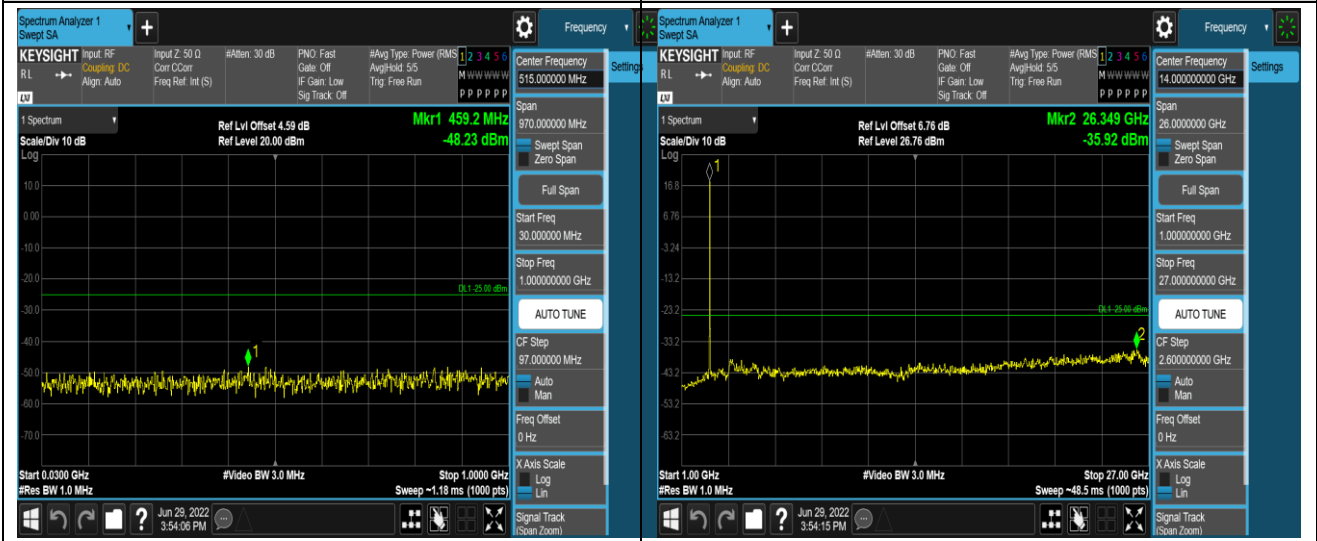 Spectrum Analyzer 1
Swept SA
+
Frequency
KEYSIGHT
Input: RF
Input Z: 50 Ω
#Atten: 30 dB
PNO: Fast
#Avg Type: Power (RMS
1 2 3 4 5 6
RL
Coupling: DC
Corr CCorr
Gate: Off
Avg|Hold: 5/5
M W W W W W
Align: Auto
Freq Ref: Int (S)
IF Gain: Low
Trig: Free Run
P P P P P P
Sig Track: Off
LXI
1 Spectrum
Ref Lvl Offset 4.59 dB
Mkr1 459.2 MHz
Scale/Div 10 dB
Ref Level 20.00 dBm
-48.23 dBm
Log
10.0
0.00
-10.0
-20.0
DL1 -25.00 dBm
-30.0
-40.0
1
-50.0
-60.0
-70.0
Start 0.0300 GHz
#Video BW 3.0 MHz
Stop 1.0000 GHz
#Res BW 1.0 MHz
Sweep ~1.18 ms (1000 pts)
Center Frequency
515.000000 MHz
Settings
Span
970.000000 MHz
Swept Span
Zero Span
Full Span
Start Freq
30.000000 MHz
Stop Freq
1.000000000 GHz
AUTO TUNE
CF Step
97.000000 MHz
Auto
Man
Freq Offset
0 Hz
X Axis Scale
Log
Lin
Signal Track
(Span Zoom)
?
Jun 29, 2022
3:54:06 PM
Spectrum Analyzer 1
Swept SA
+
Frequency
KEYSIGHT
Input: RF
Input Z: 50 Ω
#Atten: 30 dB
PNO: Fast
#Avg Type: Power (RMS
1 2 3 4 5 6
RL
Coupling: DC
Corr CCorr
Gate: Off
Avg|Hold: 5/5
M W W W W W
Align: Auto
Freq Ref: Int (S)
IF Gain: Low
Trig: Free Run
P P P P P P
Sig Track: Off
LXI
1 Spectrum
Ref Lvl Offset 6.76 dB
Mkr2 26.349 GHz
Scale/Div 10 dB
Ref Level 26.76 dBm
-35.92 dBm
Log
1
16.8
6.76
-3.24
-13.2
-23.2
DL1 -25.00 dBm
-33.2
2
-43.2
-53.2
-63.2
Start 1.00 GHz
#Video BW 3.0 MHz
Stop 27.00 GHz
#Res BW 1.0 MHz
Sweep ~48.5 ms (1000 pts)
Center Frequency
14.000000000 GHz
Settings
Span
26.0000000 GHz
Swept Span
Zero Span
Full Span
Start Freq
1.000000000 GHz
Stop Freq
27.000000000 GHz
AUTO TUNE
CF Step
2.600000000 GHz
Auto
Man
Freq Offset
0 Hz
X Axis Scale
Log
Lin
Signal Track
(Span Zoom)
?
Jun 29, 2022
3:54:15 PM